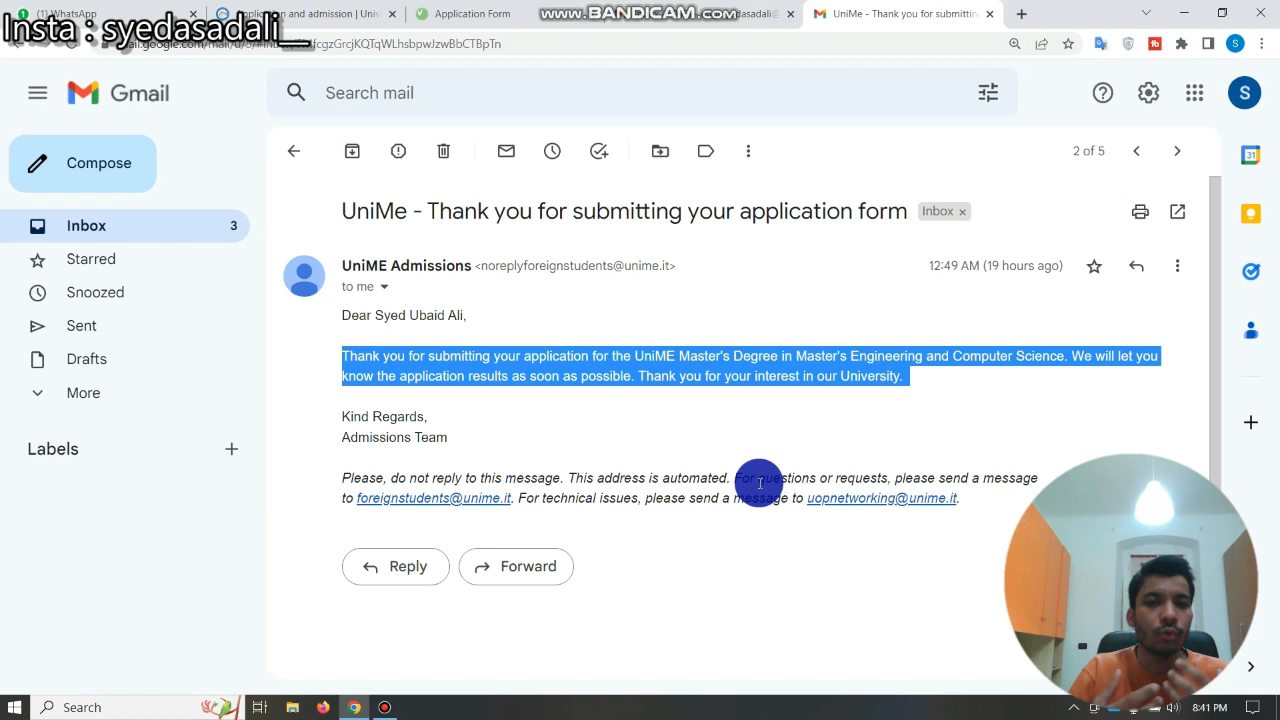 (1) WhatsApp
ication and admission | Uni
Application Form
UniMe - Thank you for submittin
www.BANDICAM.com
Insta : syedasadali__
S
Gmail
Search mail
S
Compose
2 of 5
Inbox 3
Starred
Snoozed
Sent
Drafts
More
Labels
UniMe - Thank you for submitting your application form
Inbox ×
UniME Admissions <noreplyforeignstudents@unime.it>
12:49 AM (19 hours ago)
to me
Dear Syed Ubaid Ali,
Thank you for submitting your application for the UniME Master's Degree in Master's Engineering and Computer Science. We will let you
know the application results as soon as possible. Thank you for your interest in our University.
Kind Regards,
Admissions Team
Please, do not reply to this message. This address is automated. For questions or requests, please send a message
to foreignstudents@unime.it. For technical issues, please send a message to uopnetworking@unime.it.
Reply
Forward
31
Search
8:41 PM